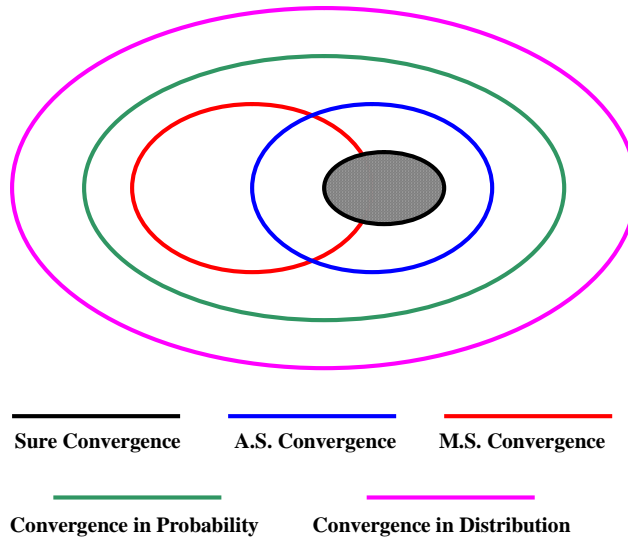 Sure Convergence
A.S. Convergence
M.S. Convergence
Convergence in Probability
Convergence in Distribution